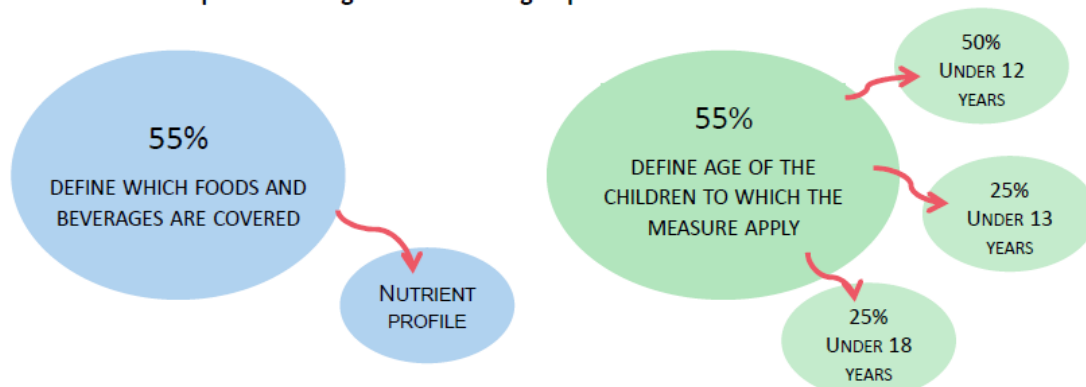 55%
DEFINE WHICH FOODS AND
BEVERAGES ARE COVERED
NUTRIENT
PROFILE
55%
DEFINE AGE OF THE
CHILDREN TO WHICH THE
MEASURE APPLY
50%
UNDER 12
YEARS
25%
UNDER 13
YEARS
25%
UNDER 18
YEARS